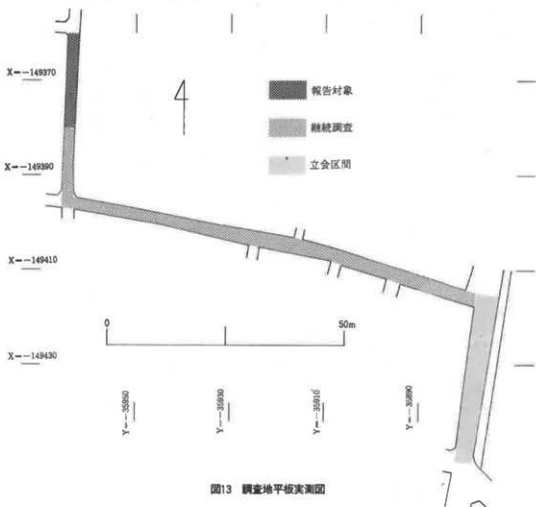 X=-149370
X=-149390
X=-149410
X=-149430
報告対象
継続調査
立会区間
0
50m
Y=-35950
Y=-35930
Y=-35910
Y=-35890
図13 調査地平板実測図